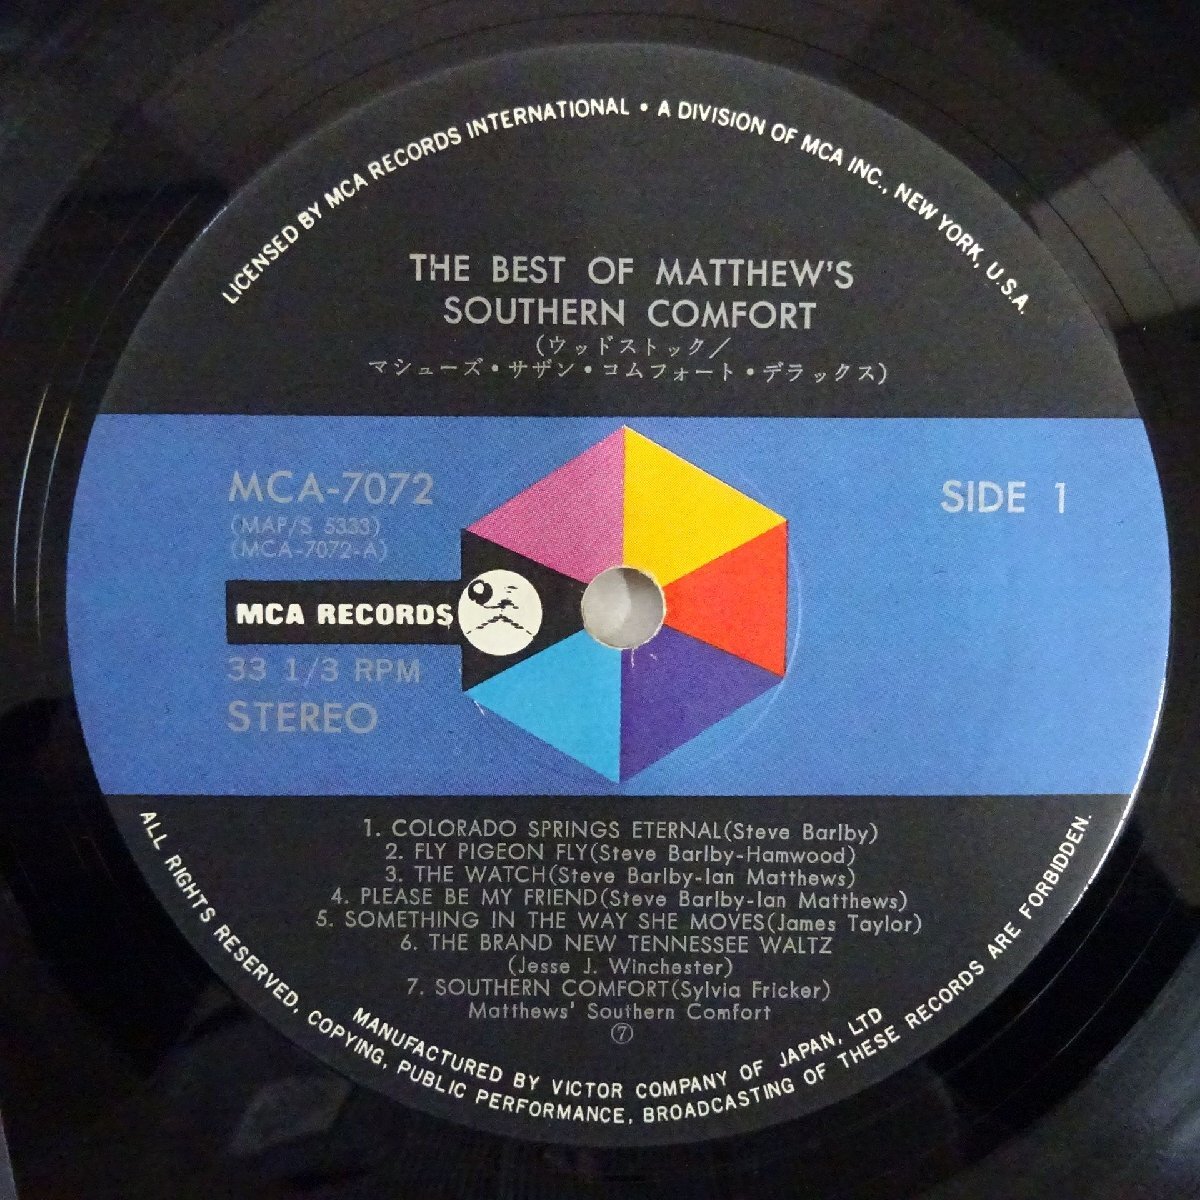 LICENSED BY MCA RECORDS INTERNATIONAL • A DIVISION OF MCA INC., NEW YORK, U.S.A.
THE BEST OF MATTHEW'S
SOUTHERN COMFORT
(ウッドストック/
マシューズ・サザン・コムフォート・デラックス)
MCA-7072
(MAP/S 5333)
(MCA-7072-A)
SIDE 1
MCA RECORDS
33 1/3 RPM
STEREO
1. COLORADO SPRINGS ETERNAL(Steve Barlby)
2. FLY PIGEON FLY(Steve Barlby-Hamwood)
3. THE WATCH(Steve Barlby-Ian Matthews)
4. PLEASE BE MY FRIEND(Steve Barlby-Ian Matthews)
5. SOMETHING IN THE WAY SHE MOVES(James Taylor)
6. THE BRAND NEW TENNESSEE WALTZ
(Jesse J. Winchester)
7. SOUTHERN COMFORT(Sylvia Fricker)
Matthews' Southern Comfort
⑦
MANUFACTURED BY VICTOR COMPANY OF JAPAN, LTD
ALL RIGHTS RESERVED, COPYING, PUBLIC PERFORMANCE, BROADCASTING OF THESE RECORDS ARE FORBIDDEN.